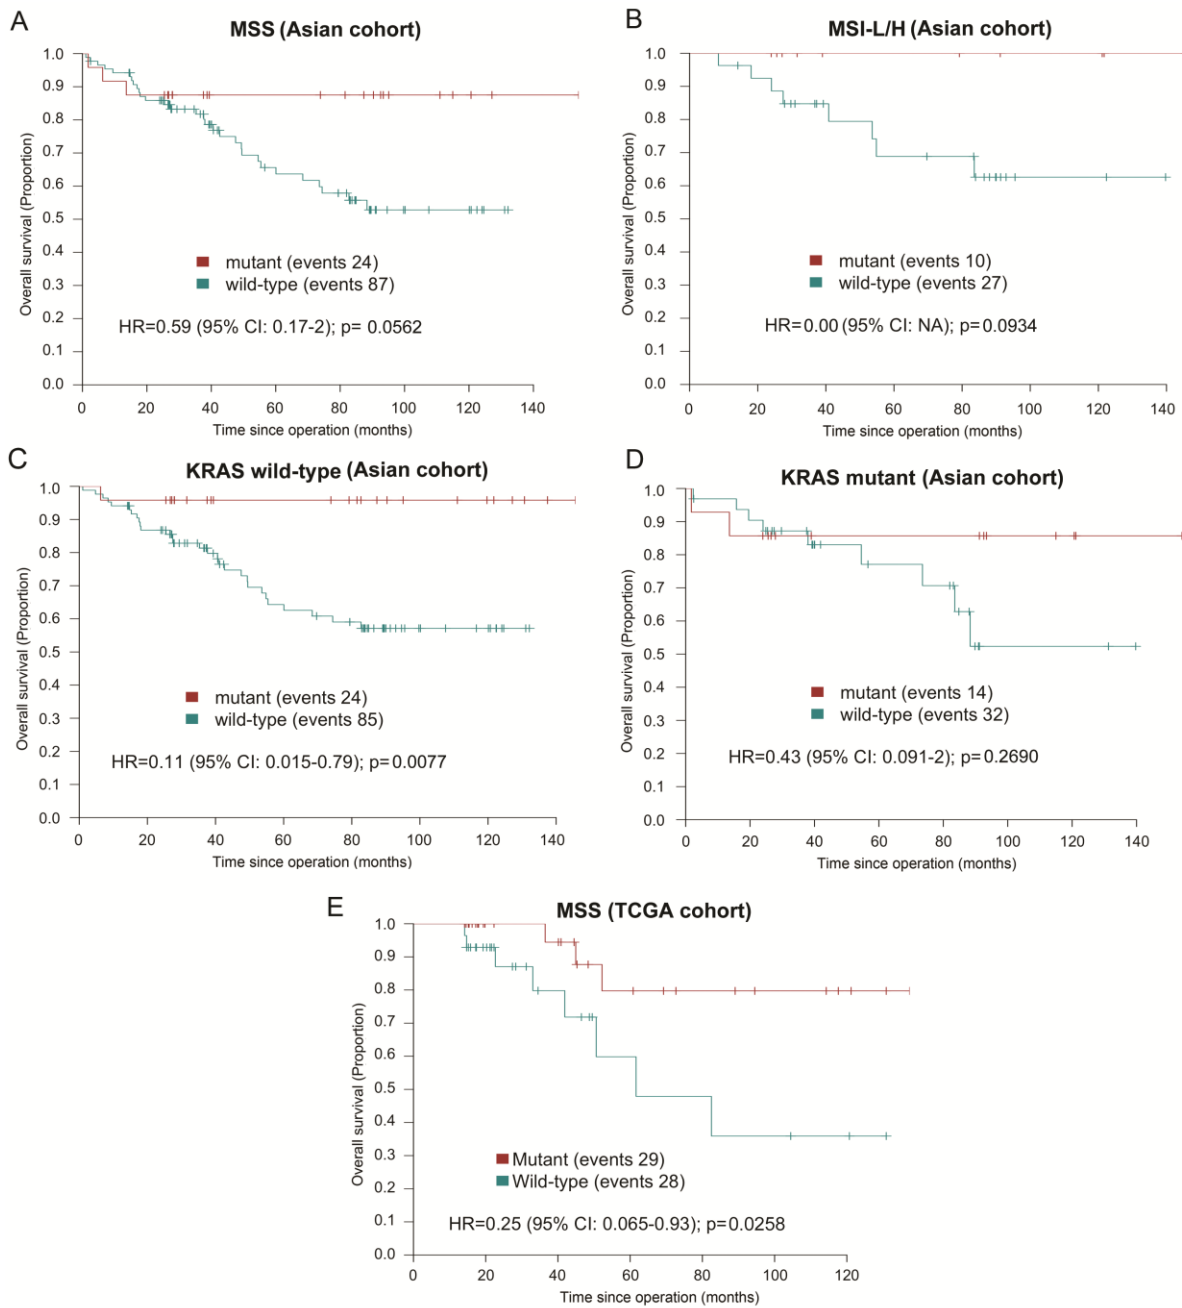 A
MSS (Asian cohort)
Overall survival (Proportion)
1.0
0.9
0.8
0.7
0.6
0.5
0.4
0.3
0.2
0.1
0.0
mutant (events 24)
wild-type (events 87)
HR=0.59 (95% CI: 0.17-2); p= 0.0562
0 20 40 60 80 100 120 140
Time since operation (months)
B
MSI-L/H (Asian cohort)
Overall survival (Proportion)
1.0
0.9
0.8
0.7
0.6
0.5
0.4
0.3
0.2
0.1
0.0
mutant (events 10)
wild-type (events 27)
HR=0.00 (95% CI: NA); p=0.0934
0 20 40 60 80 100 120 140
Time since operation (months)
C
KRAS wild-type (Asian cohort)
Overall survival (Proportion)
1.0
0.9
0.8
0.7
0.6
0.5
0.4
0.3
0.2
0.1
0.0
mutant (events 24)
wild-type (events 85)
HR=0.11 (95% CI: 0.015-0.79); p=0.0077
0 20 40 60 80 100 120 140
Time since operation (months)
D
KRAS mutant (Asian cohort)
Overall survival (Proportion)
1.0
0.9
0.8
0.7
0.6
0.5
0.4
0.3
0.2
0.1
0.0
mutant (events 14)
wild-type (events 32)
HR=0.43 (95% CI: 0.091-2); p=0.2690
0 20 40 60 80 100 120 140
Time since operation (months)
E
MSS (TCGA cohort)
Overall survival (Proportion)
1.0
0.9
0.8
0.7
0.6
0.5
0.4
0.3
0.2
0.1
0.0
Mutant (events 29)
Wild-type (events 28)
HR=0.25 (95% CI: 0.065-0.93); p=0.0258
0 20 40 60 80 100 120
Time since operation (months)